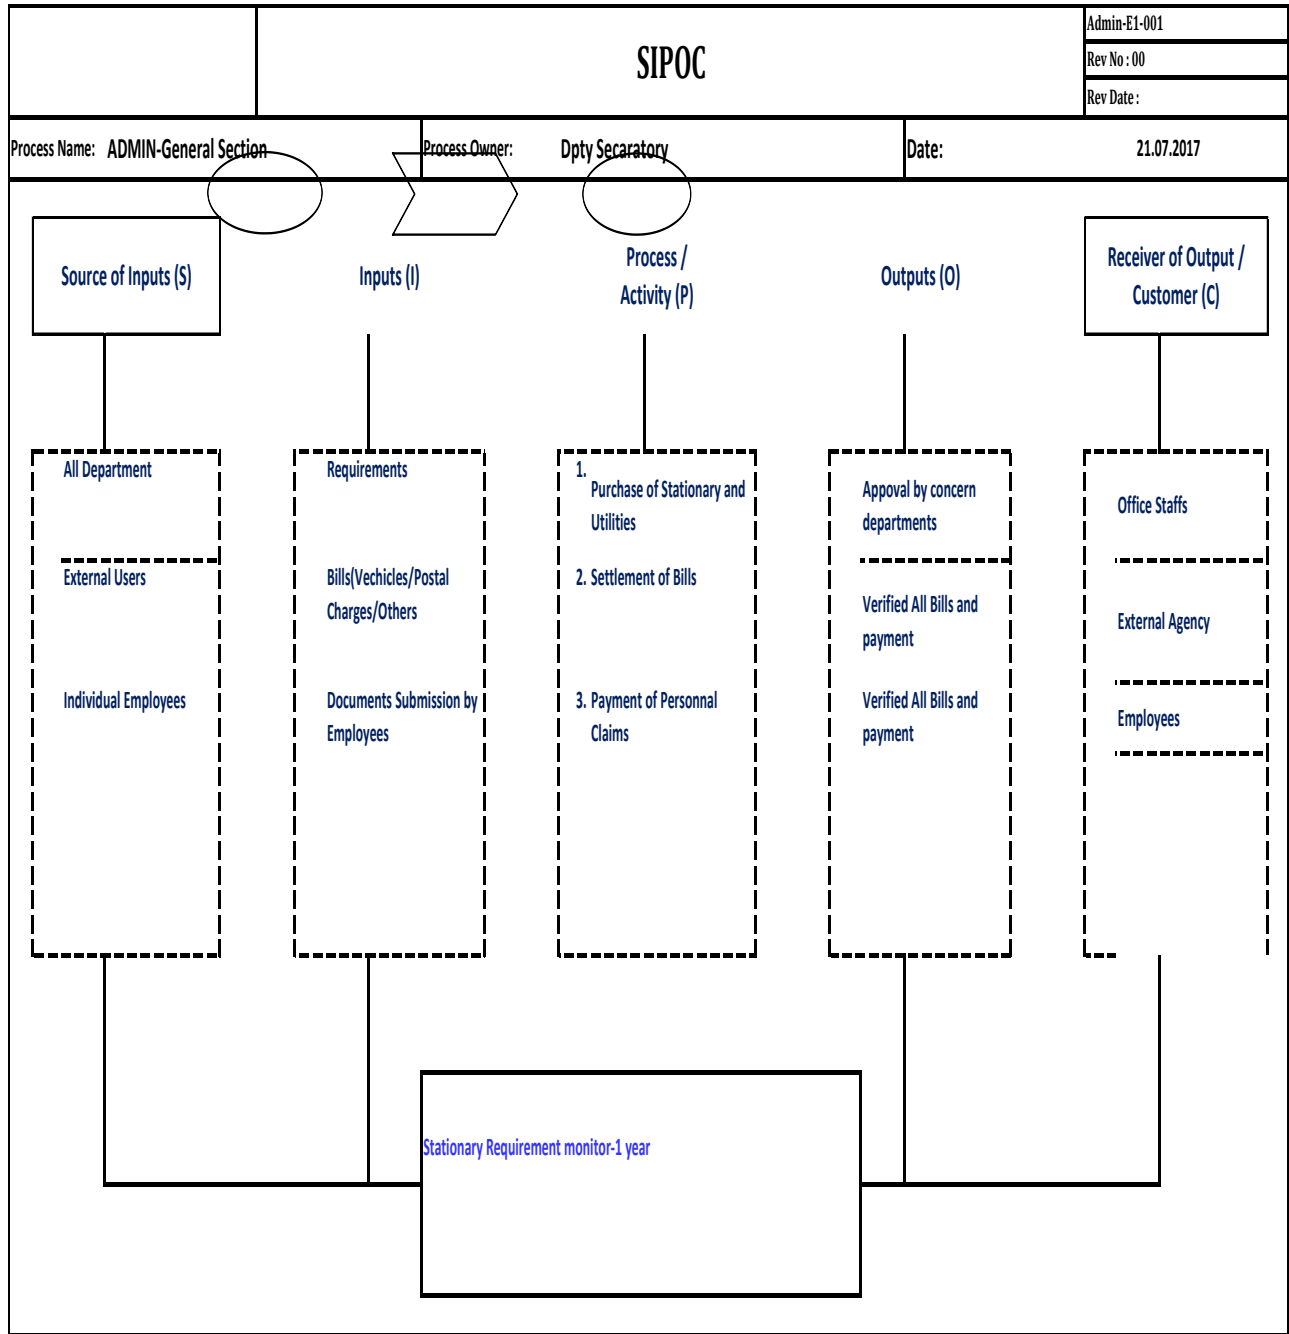 SIPOC
Admin-E1-001
Rev No : 00
Rev Date :
Process Name: ADMIN-General Section
Process Owner: Dpty Secaratory
Date: 21.07.2017
Source of Inputs (S)
Inputs (I)
Process /
Activity (P)
Outputs (O)
Receiver of Output /
Customer (C)
All Department
Requirements
1.
Purchase of Stationary and
Utilities
Appoval by concern
departments
Office Staffs
External Users
Bills(Vechicles/Postal
Charges/Others
2. Settlement of Bills
Verified All Bills and
payment
External Agency
Individual Employees
Documents Submission by
Employees
3. Payment of Personnal
Claims
Verified All Bills and
payment
Employees
Stationary Requirement monitor-1 year